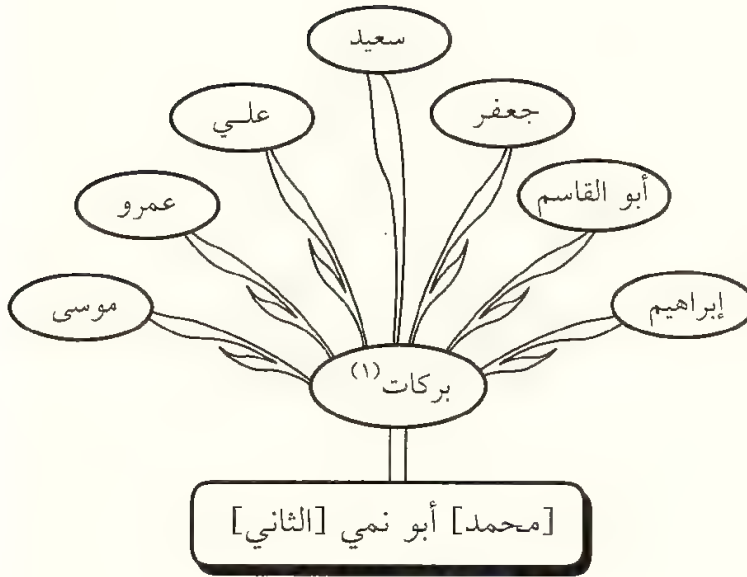 سعيد
جعفر
علي
أبو القاسم
عمرو
إبراهيم
موسى
بركات(١)
[محمد] أبو نمي [الثاني]